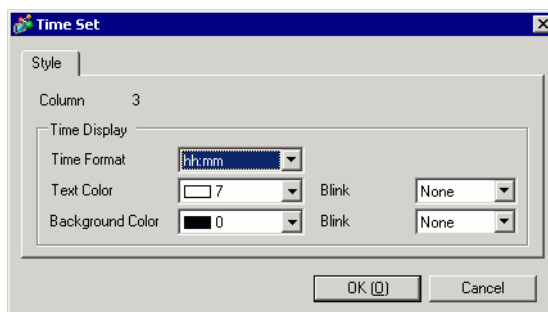 Time Set
Style
Column 3
Time Display
Time Format hh:mm
Text Color 7 Blink None
Background Color 0 Blink None
OK (O) Cancel